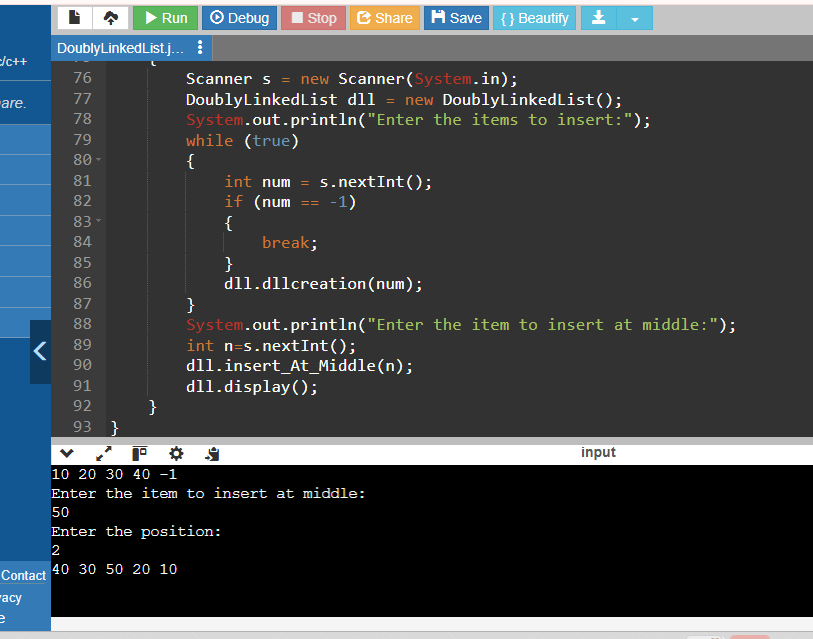 Run Debug Stop Share Save { } Beautify
DoublyLinkedList.j...
c/c++
are.
76 Scanner s = new Scanner(System.in);
77 DoublyLinkedList dll = new DoublyLinkedList();
78 System.out.println("Enter the items to insert:");
79 while (true)
80 {
81 int num = s.nextInt();
82 if (num == -1)
83 {
84 break;
85 }
86 dll.dllcreation(num);
87 }
88 System.out.println("Enter the item to insert at middle:");
89 int n=s.nextInt();
90 dll.insert_At_Middle(n);
91 dll.display();
92 }
93 }
input
10 20 30 40 -1
Enter the item to insert at middle:
50
Enter the position:
2
40 30 50 20 10
Contact
vacy
e